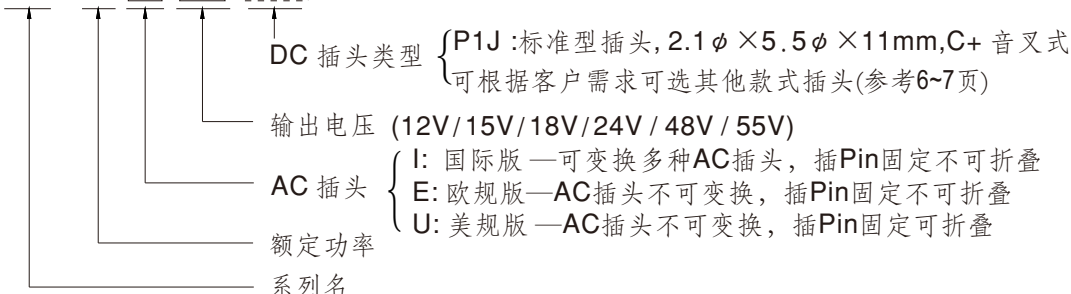 DC 插头类型 P1J :标准型插头, 2.1φ ×5.5φ ×11mm,C+ 音叉式
可根据客户需求可选其他款式插头(参考6~7页)
输出电压 (12V/15V/18V/24V / 48V / 55V)
I: 国际版 —可变换多种AC插头，插Pin固定不可折叠
AC 插头 E: 欧规版—AC插头不可变换，插Pin固定不可折叠
U: 美规版 —AC插头不可变换，插Pin固定可折叠
额定功率
系列名